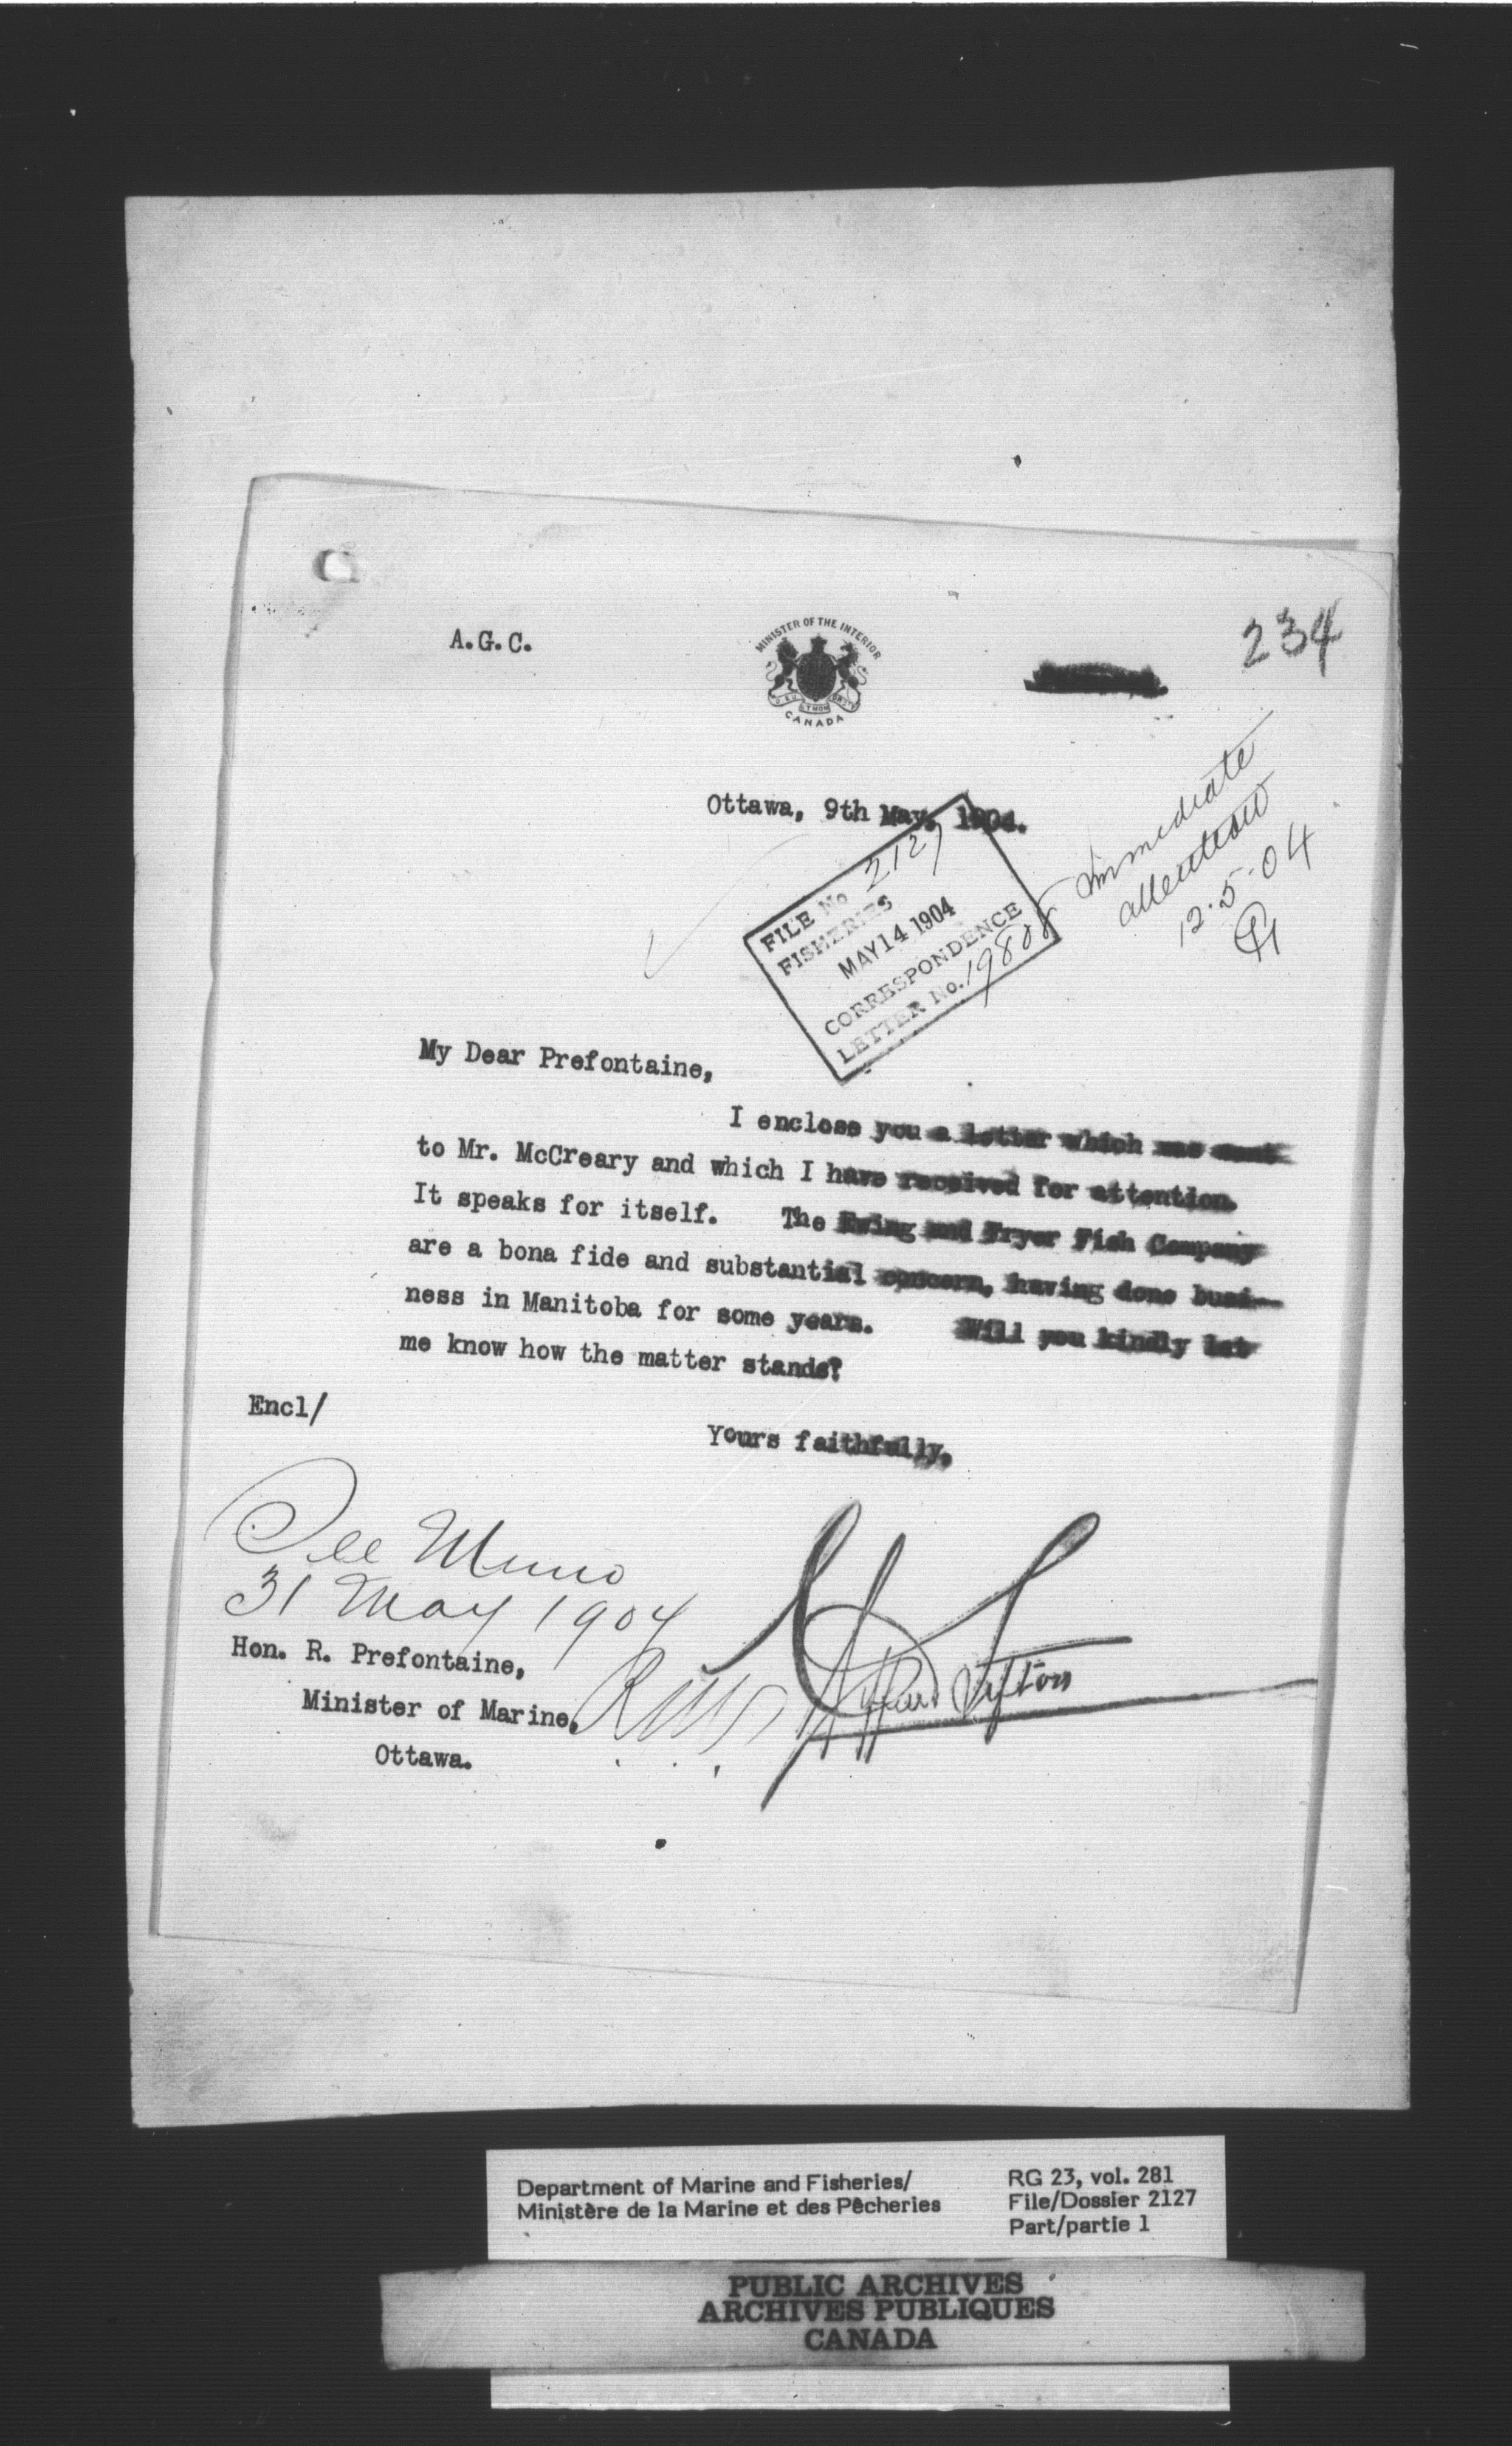 234
A.G.C.
MINISTER OF THE INTERIOR
CANADA
Ottawa, 9th May, 1904.
Immediate
attention
12.5.04
FILE No 2127
FISHERIES
MAY 14 1904
CORRESPONDENCE
LETTER No.
My Dear Prefontaine,
I enclose you a letter which was sent
to Mr. McCreary and which I have received for attention.
It speaks for itself. The Ewing and Fryer Fish Company
are a bona fide and substantial concern, having done busi-
ness in Manitoba for some years. Will you kindly let
me know how the matter stands?
Encl/
Yours faithfully,
See Memo
31 May 1904
Clifford Sifton
Hon. R. Prefontaine,
Minister of Marine,
Ottawa.
Department of Marine and Fisheries/
Ministère de la Marine et des Pêcheries
RG 23, vol. 281
File/Dossier 2127
Part/partie 1
PUBLIC ARCHIVES
ARCHIVES PUBLIQUES
CANADA